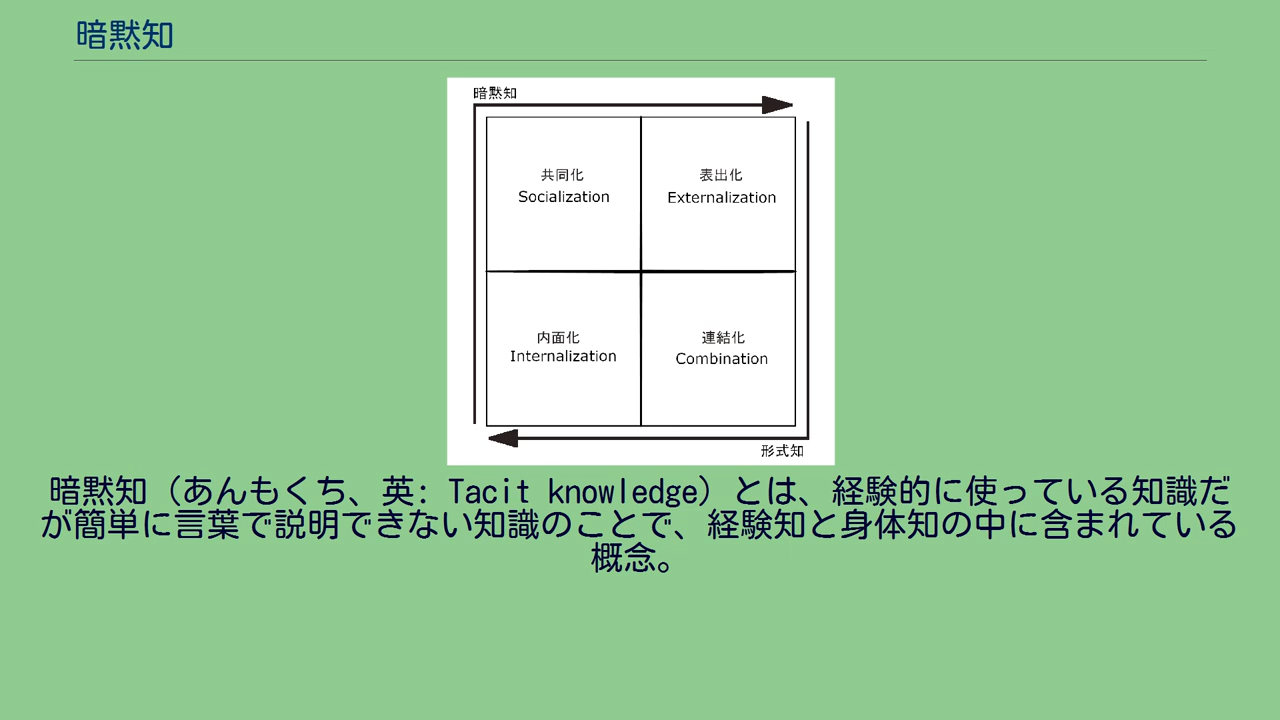 暗黙知
暗黙知
共同化
Socialization
表出化
Externalization
内面化
Internalization
連結化
Combination
形式知
暗黙知（あんもくち、英: Tacit knowledge）とは、経験的に使っている知識だ
が簡単に言葉で説明できない知識のことで、経験知と身体知の中に含まれている
概念。